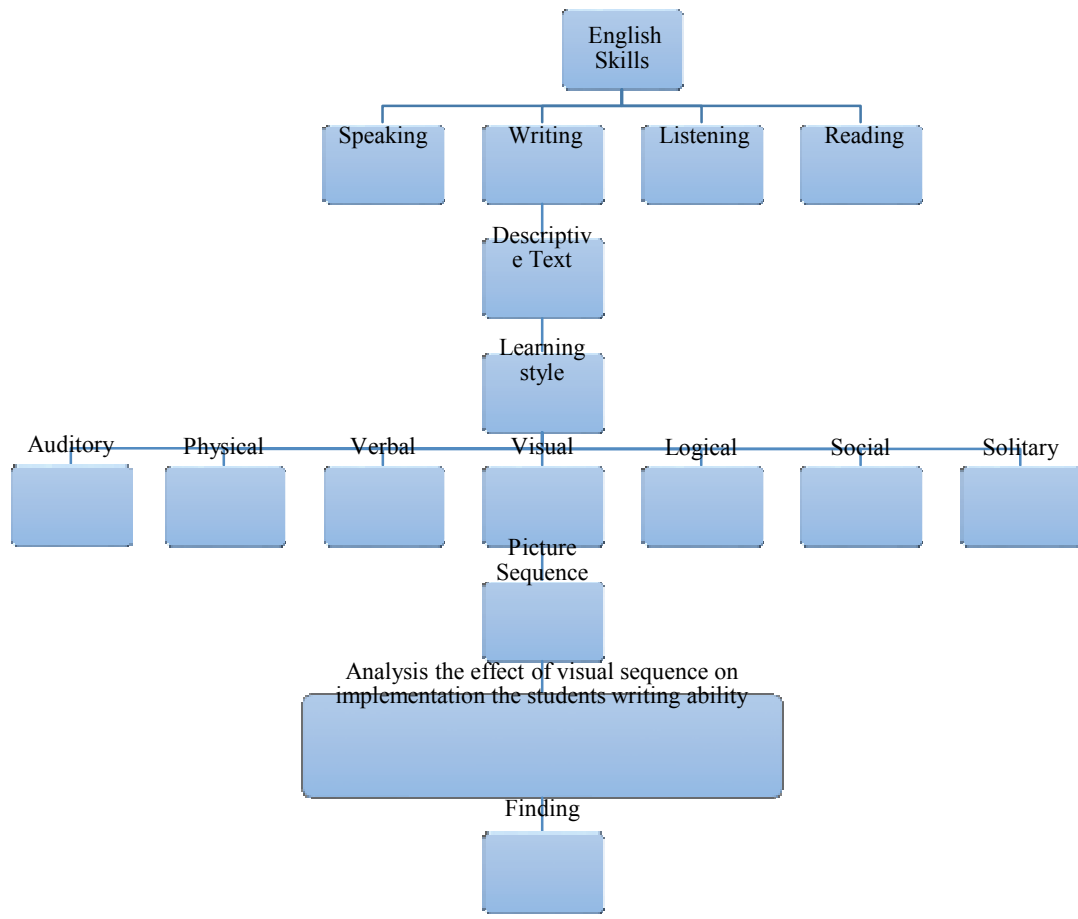 English
Skills
Speaking
Writing
Listening
Reading
Descriptiv
e Text
Learning
style
Auditory
Physical
Verbal
Visual
Logical
Social
Solitary
Picture
Sequence
Analysis the effect of visual sequence on
implementation the students writing ability
Finding